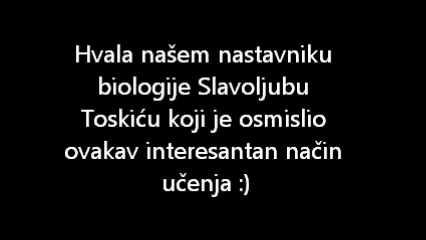 Hvala našem nastavniku
biologije Slavoljubu
Toskiću koji je osmislio
ovakav interesantan način
učenja :)